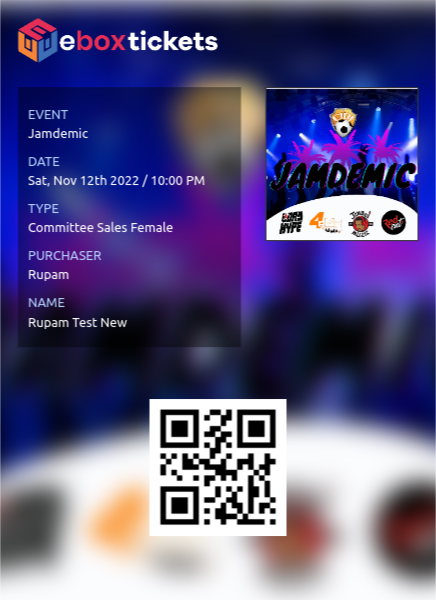 eboxtickets
EVENT
Jamdemic
DATE
Sat, Nov 12th 2022 / 10:00 PM
TYPE
Committee Sales Female
PURCHASER
Rupam
NAME
Rupam Test New
JAMDEMIC